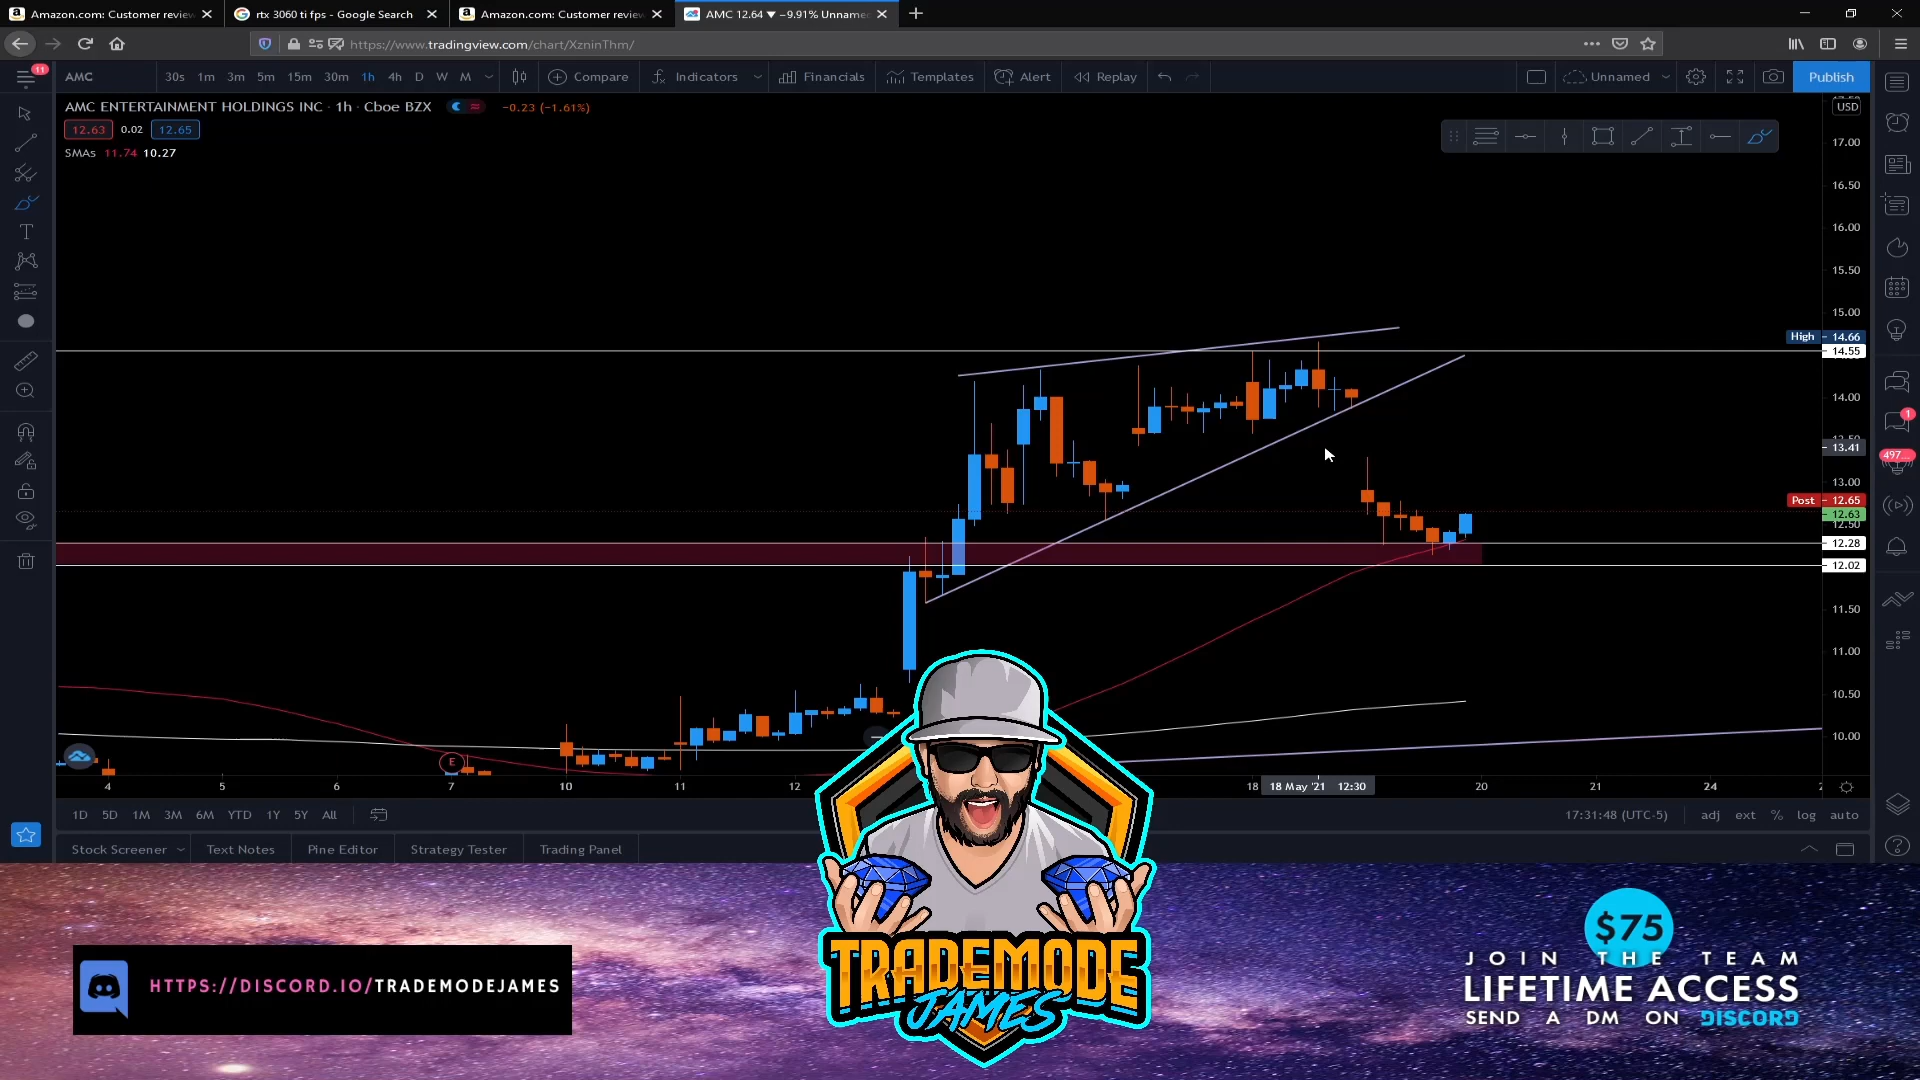 Amazon.com: Customer review
rtx 3060 ti fps - Google Search
Amazon.com: Customer review
AMC 12.64 ▼ −9.91% Unname
https://www.tradingview.com/chart/XzninThm/
11
AMC
30s 1m 3m 5m 15m 30m 1h 4h D W M
Compare
Indicators
Financials
Templates
Alert
Replay
Unnamed
Publish
AMC ENTERTAINMENT HOLDINGS INC · 1h · Cboe BZX
−0.23 (−1.61%)
12.63 0.02 12.65
SMAs 11.74 10.27
USD
17.00
16.50
16.00
15.50
15.00
High 14.66
14.55
14.00
13.41
13.00
Post 12.65
12.63
12.50
12.28
12.02
11.50
11.00
10.50
10.00
1
497...
E
4 5 6 7 10 11 12 18 18 May '21 12:30 20 21 24
1D 5D 1M 3M 6M YTD 1Y 5Y All
17:31:48 (UTC-5)
adj ext % log auto
Stock Screener Text Notes Pine Editor Strategy Tester Trading Panel
HTTPS://DISCORD.IO/TRADEMODEJAMES
TRADEMODE
JAMES
$75
JOIN THE TEAM
LIFETIME ACCESS
SEND A DM ON DISCORD